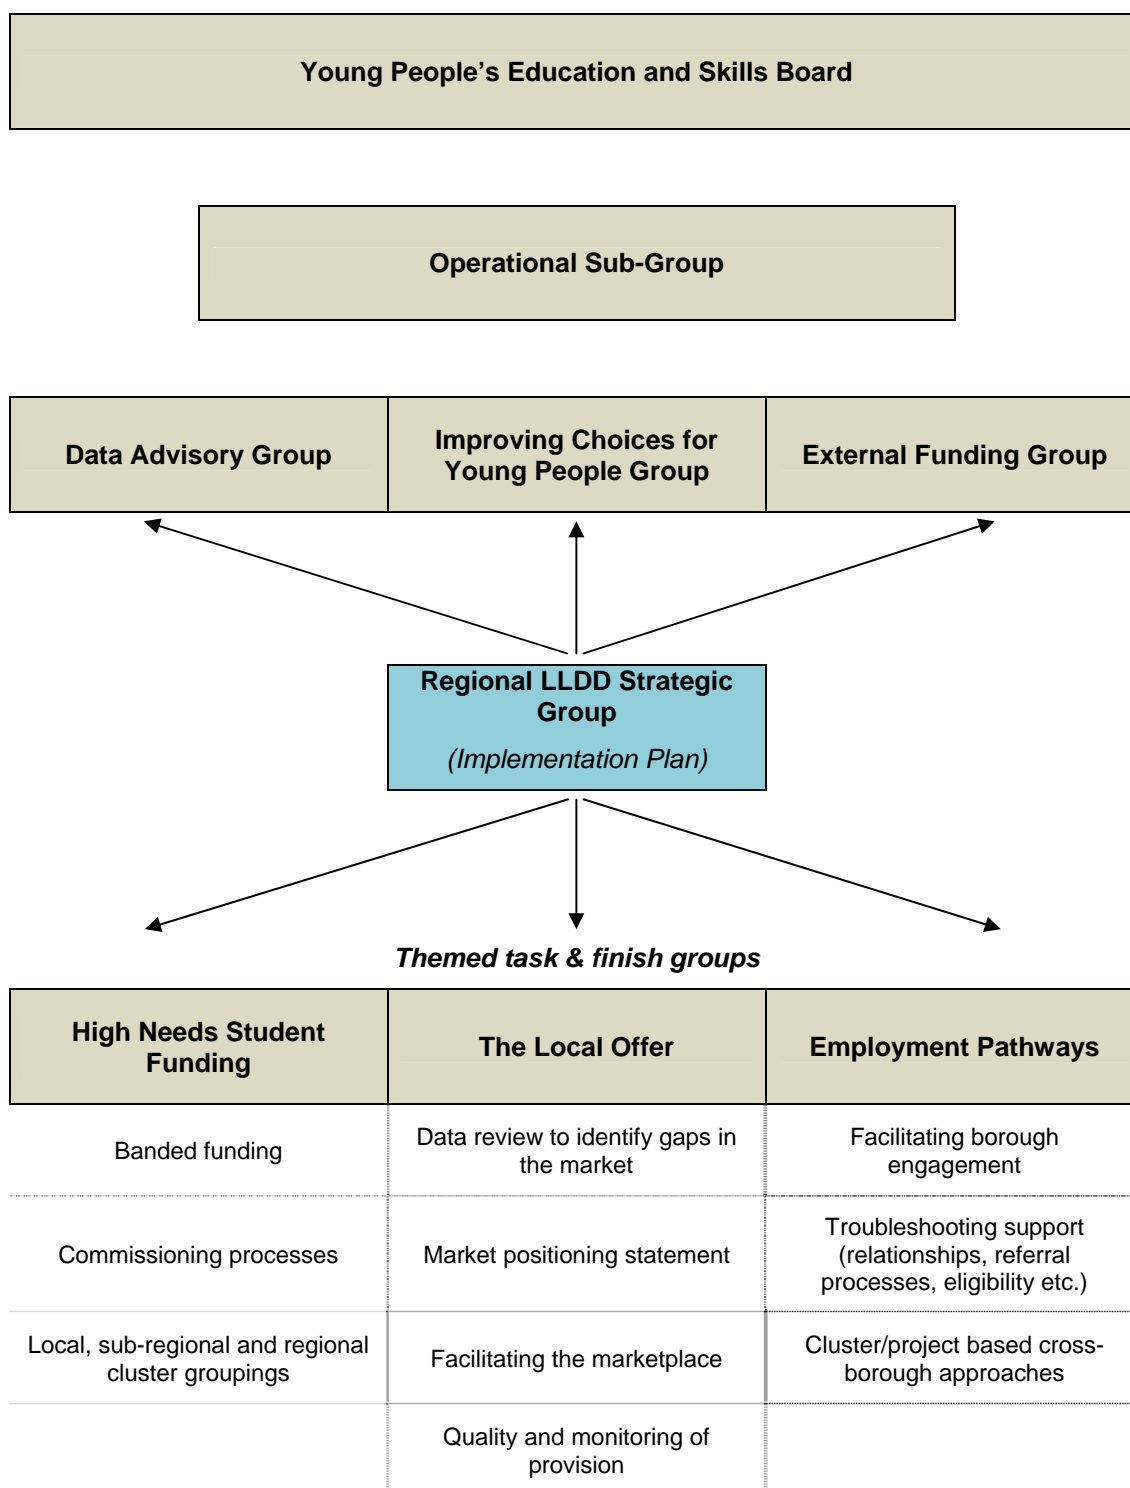 Young People’s Education and Skills Board
Operational Sub-Group
Data Advisory Group
Improving Choices for
Young People Group
External Funding Group
Regional LLDD Strategic
Group
(Implementation Plan)
Themed task & finish groups
High Needs Student
Funding
The Local Offer
Employment Pathways
Banded funding
Data review to identify gaps in
the market
Facilitating borough
engagement
Commissioning processes
Market positioning statement
Troubleshooting support
(relationships, referral
processes, eligibility etc.)
Local, sub-regional and regional
cluster groupings
Facilitating the marketplace
Cluster/project based cross-
borough approaches
Quality and monitoring of
provision